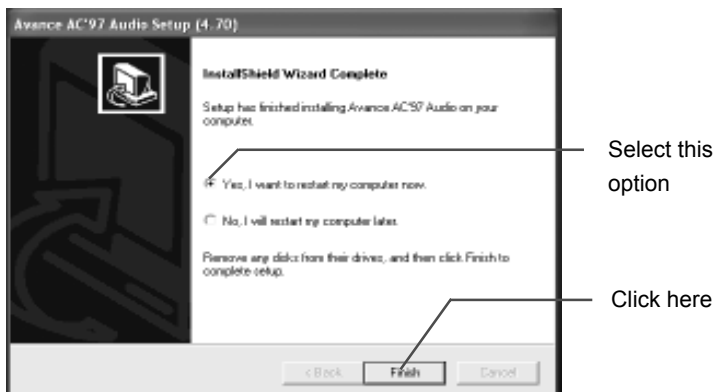 Avance AC'97 Audio Setup (4.70)
InstallShield Wizard Complete
Setup has finished installing Avance AC'97 Audio on your
computer.
Select this
option
Yes, I want to restart my computer now.
No, I will restart my computer later.
Remove any disks from their drives, and then click Finish to
complete setup.
Click here
< Back
Finish
Cancel